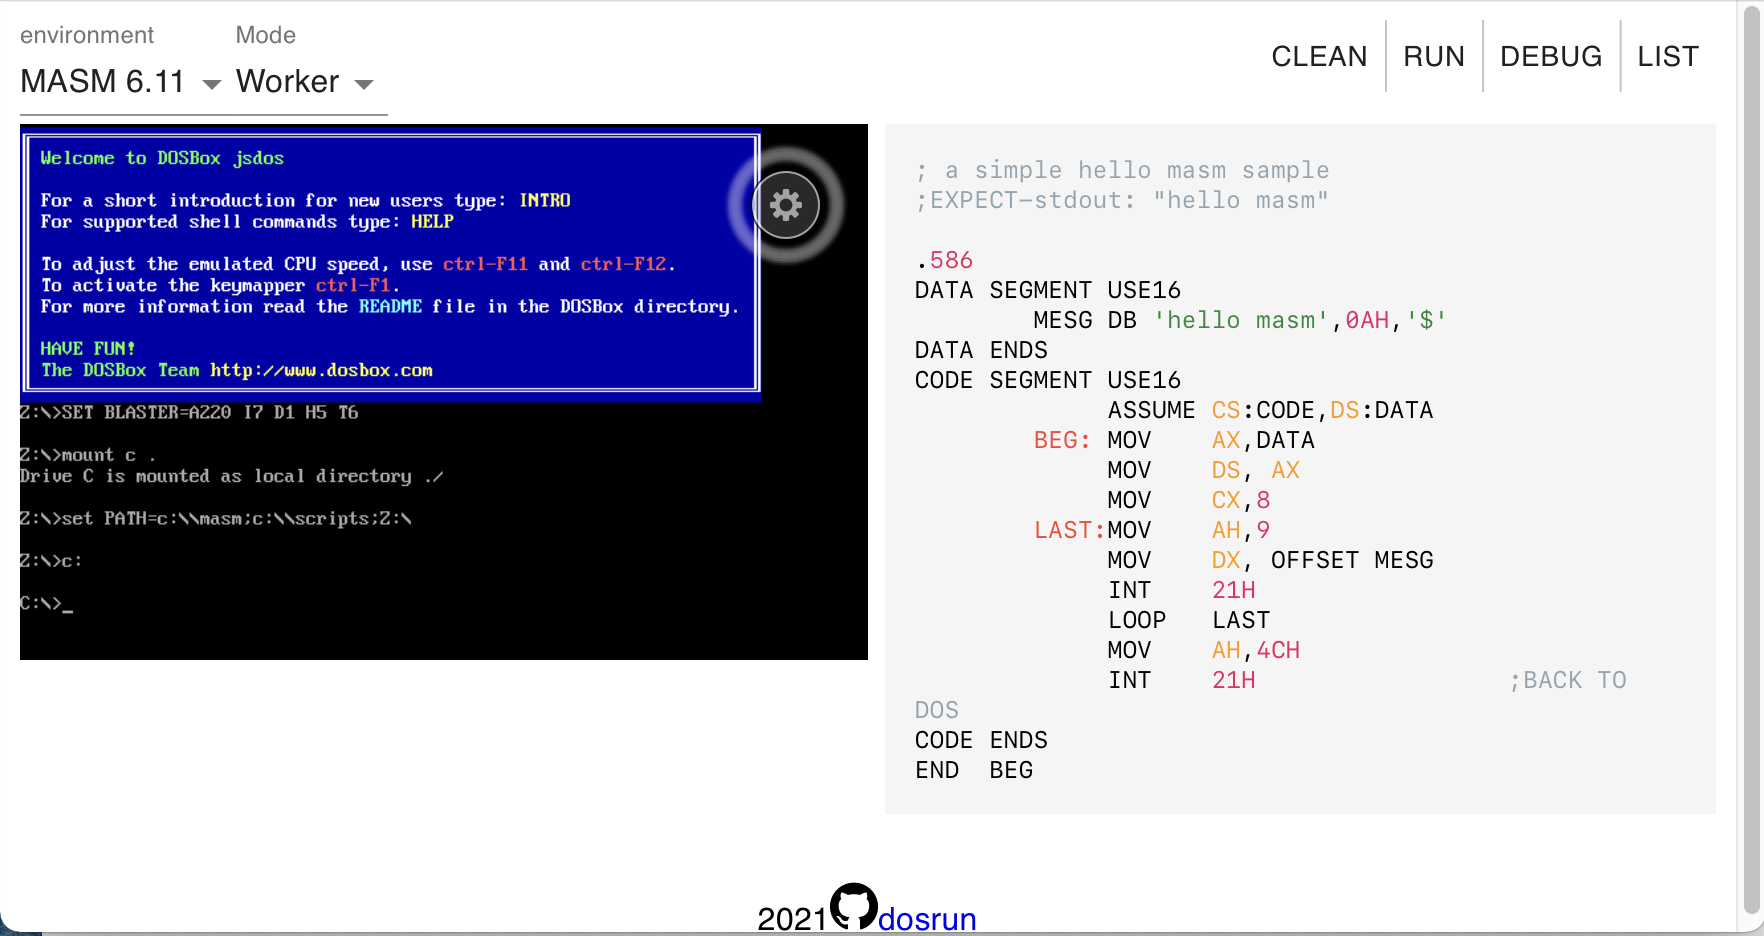 environment Mode
MASM 6.11 Worker
CLEAN RUN DEBUG LIST
Welcome to DOSBox jsdos
For a short introduction for new users type: INTRO
For supported shell commands type: HELP
To adjust the emulated CPU speed, use ctrl-F11 and ctrl-F12.
To activate the keymapper ctrl-F1.
For more information read the README file in the DOSBox directory.
HAVE FUN!
The DOSBox Team http://www.dosbox.com
Z:\>SET BLASTER=A220 I7 D1 H5 T6
Z:\>mount c .
Drive C is mounted as local directory ./
Z:\>set PATH=c:\\masm;c:\\scripts;Z:\
Z:\>c:
C:\>_
; a simple hello masm sample
;EXPECT-stdout: "hello masm"
.586
DATA SEGMENT USE16
MESG DB 'hello masm',0AH,'$'
DATA ENDS
CODE SEGMENT USE16
ASSUME CS:CODE,DS:DATA
BEG: MOV AX,DATA
MOV DS, AX
MOV CX,8
LAST:MOV AH,9
MOV DX, OFFSET MESG
INT 21H
LOOP LAST
MOV AH,4CH
INT 21H ;BACK TO
DOS
CODE ENDS
END BEG
2021 dosrun